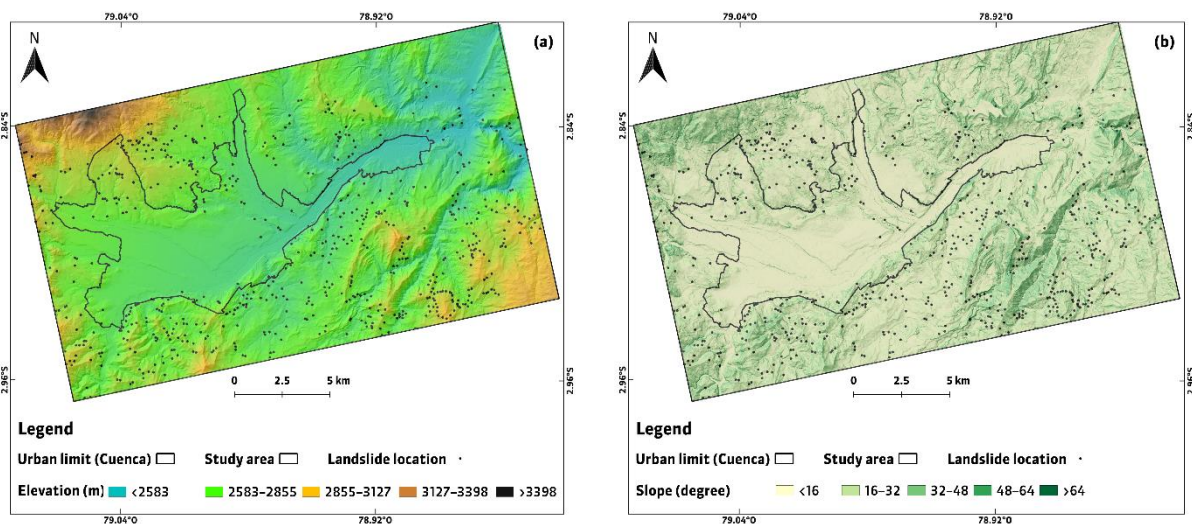 79.04°O 78.92°O
N
(a)
2.84°S 2.84°S
2.96°S 2.96°S
0 2.5 5 km
Legend
Urban limit (Cuenca) Study area Landslide location
Elevation (m) <2583 2583–2855 2855–3127 3127–3398 >3398
79.04°O 78.92°O
79.04°O 78.92°O
N
(b)
2.84°S 2.84°S
2.96°S 2.96°S
0 2.5 5 km
Legend
Urban limit (Cuenca) Study area Landslide location
Slope (degree) <16 16–32 32–48 48–64 >64
79.04°O 78.92°O